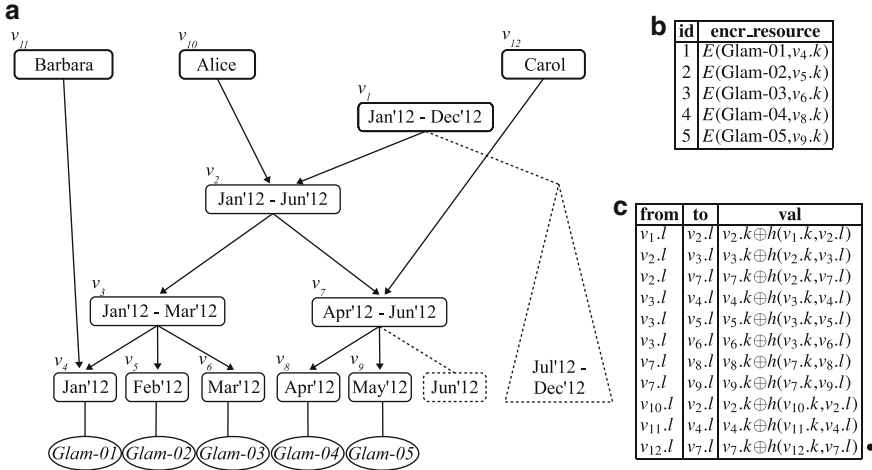 a
v11
Barbara
v10
Alice
v12
Carol
v1
Jan'12 - Dec'12
v2
Jan'12 - Jun'12
v3
Jan'12 - Mar'12
v7
Apr'12 - Jun'12
v4
Jan'12
v5
Feb'12
v6
Mar'12
v8
Apr'12
v9
May'12
Jun'12
Jul'12 -
Dec'12
Glam-01
Glam-02
Glam-03
Glam-04
Glam-05
b
id encr_resource
1 E(Glam-01,v4.k)
2 E(Glam-02,v5.k)
3 E(Glam-03,v6.k)
4 E(Glam-04,v8.k)
5 E(Glam-05,v9.k)
c
from to val
v1.l v2.l v2.k⊕h(v1.k,v2.l)
v2.l v3.l v3.k⊕h(v2.k,v3.l)
v2.l v7.l v7.k⊕h(v2.k,v7.l)
v3.l v4.l v4.k⊕h(v3.k,v4.l)
v3.l v5.l v5.k⊕h(v3.k,v5.l)
v3.l v6.l v6.k⊕h(v3.k,v6.l)
v7.l v8.l v8.k⊕h(v7.k,v8.l)
v7.l v9.l v9.k⊕h(v7.k,v9.l)
v10.l v2.l v2.k⊕h(v10.k,v2.l)
v11.l v4.l v4.k⊕h(v11.k,v4.l)
v12.l v7.l v7.k⊕h(v12.k,v7.l) •